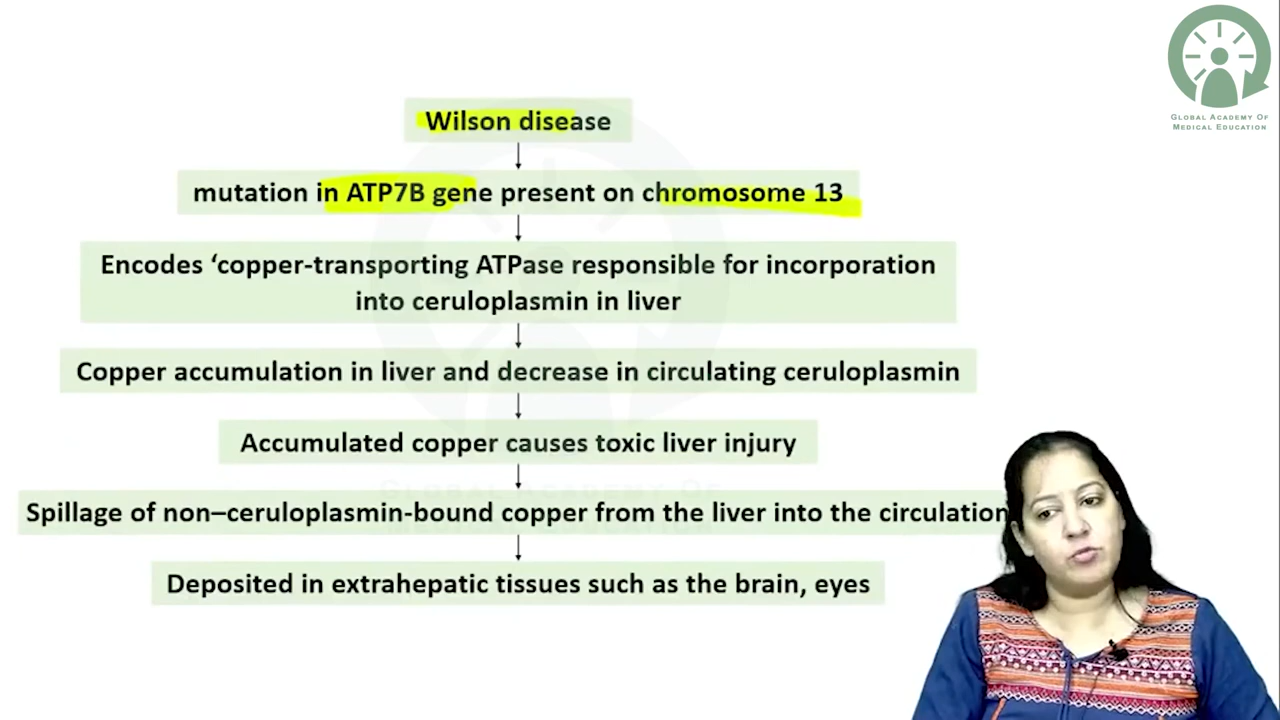 GLOBAL ACADEMY OF
MEDICAL EDUCATION
Wilson disease
mutation in ATP7B gene present on chromosome 13
Encodes ‘copper-transporting ATPase responsible for incorporation
into ceruloplasmin in liver
Copper accumulation in liver and decrease in circulating ceruloplasmin
Accumulated copper causes toxic liver injury
GLOBAL ACADEMY OF
Spillage of non–ceruloplasmin-bound copper from the liver into the circulation
Deposited in extrahepatic tissues such as the brain, eyes